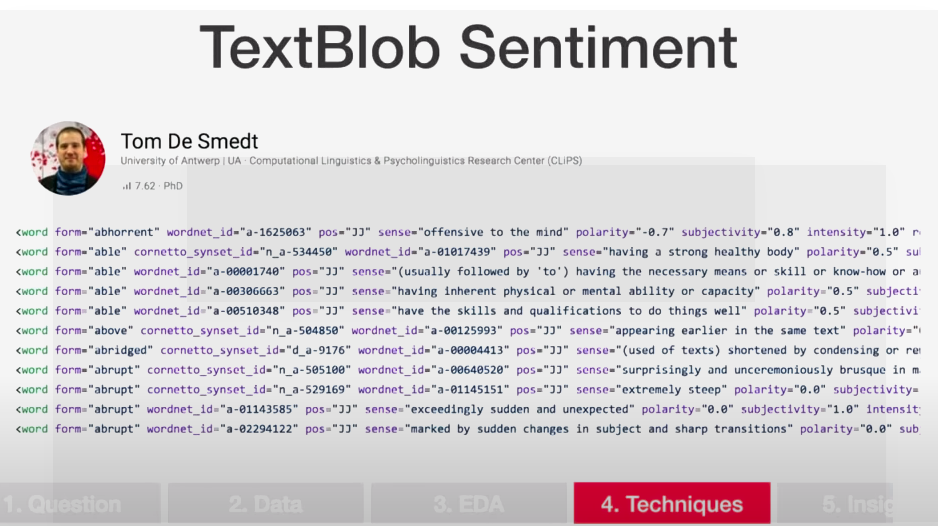 TextBlob Sentiment
Tom De Smedt
University of Antwerp | UA · Computational Linguistics & Psycholinguistics Research Center (CLiPS)
7.62 · PhD
<word form="abhorrent" wordnet_id="a-1625063" pos="JJ" sense="offensive to the mind" polarity="-0.7" subjectivity="0.8" intensity="1.0"
<word form="able" cornetto_synset_id="n_a-534450" wordnet_id="a-01017439" pos="JJ" sense="having a strong healthy body" polarity="0.5"
<word form="able" wordnet_id="a-00001740" pos="JJ" sense="(usually followed by 'to') having the necessary means or skill or know-how or
<word form="able" wordnet_id="a-00306663" pos="JJ" sense="having inherent physical or mental ability or capacity" polarity="0.5" subjecti
<word form="able" wordnet_id="a-00510348" pos="JJ" sense="have the skills and qualifications to do things well" polarity="0.5" subjectivi
<word form="above" cornetto_synset_id="n_a-504850" wordnet_id="a-00125993" pos="JJ" sense="appearing earlier in the same text" polarity="
<word form="abridged" cornetto_synset_id="d_a-9176" wordnet_id="a-00004413" pos="JJ" sense="(used of texts) shortened by condensing or
<word form="abrupt" cornetto_synset_id="n_a-505100" wordnet_id="a-00640520" pos="JJ" sense="surprisingly and unceremoniously brusque in
<word form="abrupt" cornetto_synset_id="n_a-529169" wordnet_id="a-01145151" pos="JJ" sense="extremely steep" polarity="0.0" subjectivity=
<word form="abrupt" wordnet_id="a-01143585" pos="JJ" sense="exceedingly sudden and unexpected" polarity="0.0" subjectivity="1.0" intensit
<word form="abrupt" wordnet_id="a-02294122" pos="JJ" sense="marked by sudden changes in subject and sharp transitions" polarity="0.0" sub
1. Question 2. Data 3. EDA 4. Techniques 5. Insig